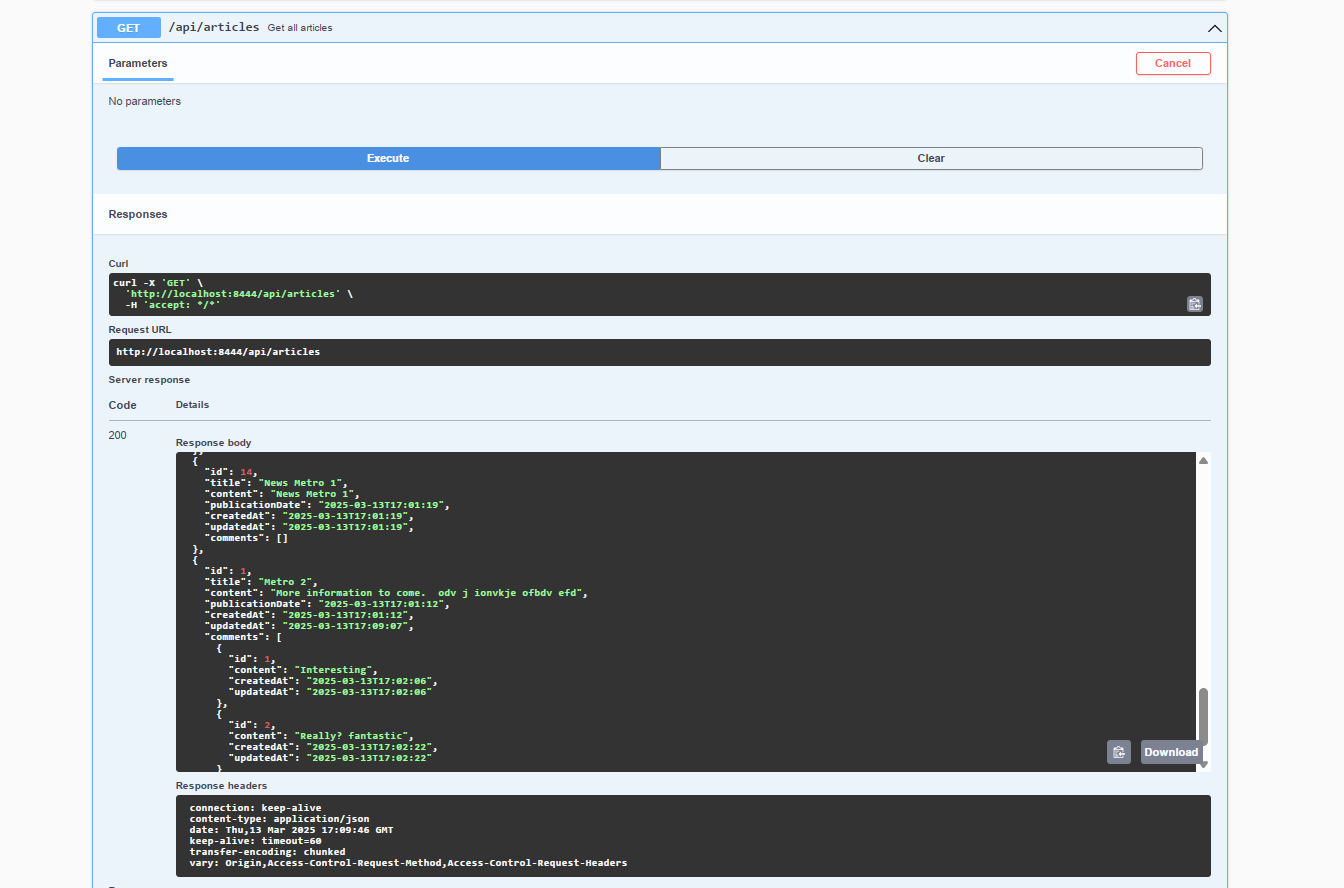 GET /api/articles Get all articles
Parameters Cancel
No parameters
Execute Clear
Responses
Curl
curl -X 'GET' \
  'http://localhost:8444/api/articles' \
  -H 'accept: */*'
Request URL
http://localhost:8444/api/articles
Server response
Code Details
200
Response body
{
"id": 14,
"title": "News Metro 1",
"content": "News Metro 1",
"publicationDate": "2025-03-13T17:01:19",
"createdAt": "2025-03-13T17:01:19",
"updatedAt": "2025-03-13T17:01:19",
"comments": []
},
{
"id": 1,
"title": "Metro 2",
"content": "More information to come.  odv j ionvkje ofbdv efd",
"publicationDate": "2025-03-13T17:01:12",
"createdAt": "2025-03-13T17:01:12",
"updatedAt": "2025-03-13T17:09:07",
"comments": [
{
"id": 1,
"content": "Interesting",
"createdAt": "2025-03-13T17:02:06",
"updatedAt": "2025-03-13T17:02:06"
},
{
"id": 2,
"content": "Really? fantastic",
"createdAt": "2025-03-13T17:02:22",
"updatedAt": "2025-03-13T17:02:22"
}
Download
Response headers
connection: keep-alive
content-type: application/json
date: Thu,13 Mar 2025 17:09:46 GMT
keep-alive: timeout=60
transfer-encoding: chunked
vary: Origin,Access-Control-Request-Method,Access-Control-Request-Headers